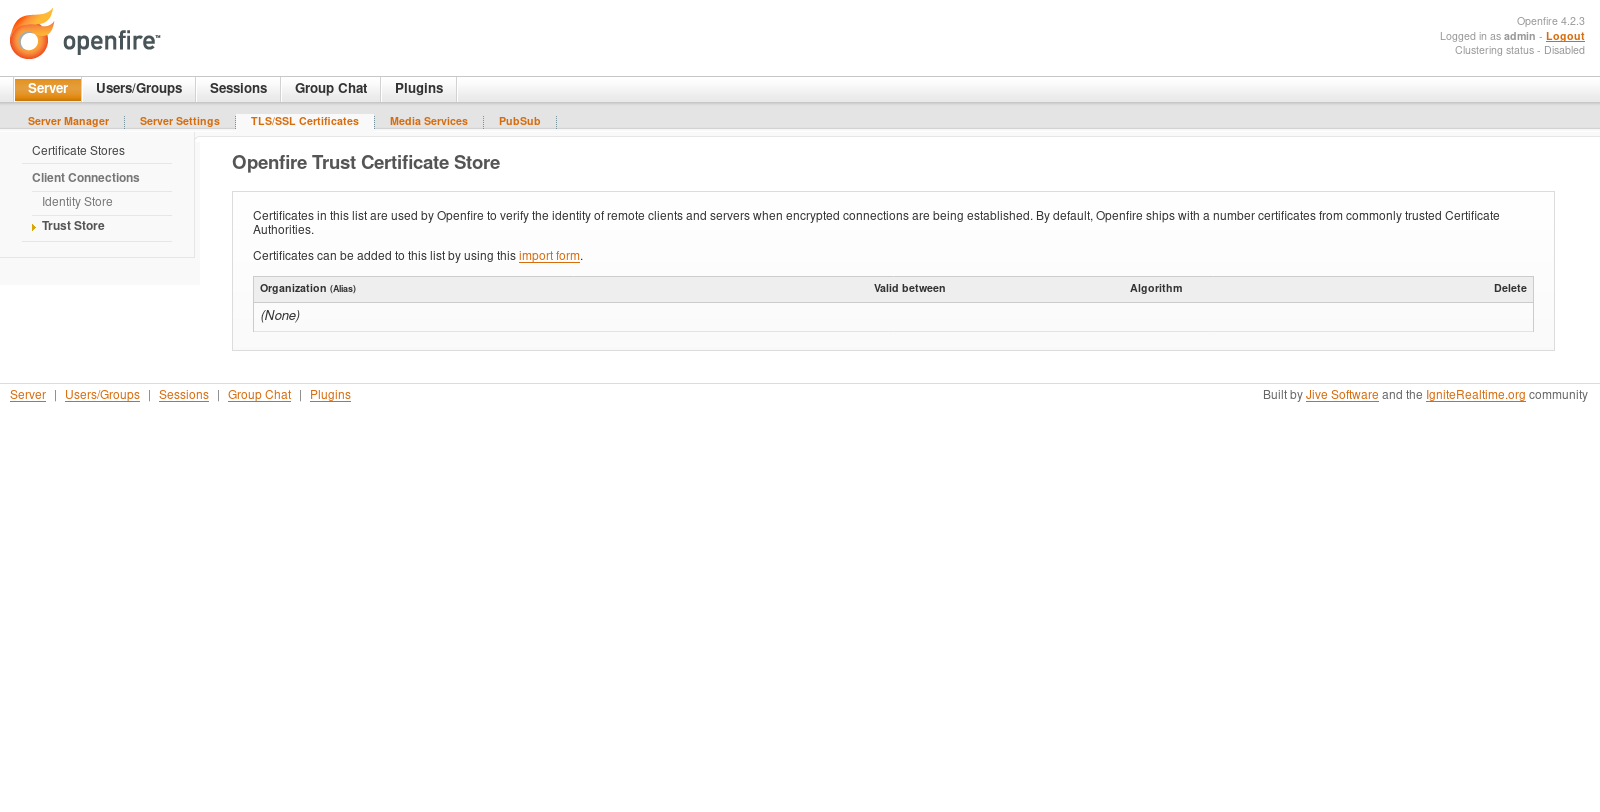 openfire™
Openfire 4.2.3
Logged in as admin - Logout
Clustering status - Disabled
Server Users/Groups Sessions Group Chat Plugins
Server Manager Server Settings TLS/SSL Certificates Media Services PubSub
Certificate Stores
Client Connections
Identity Store
Trust Store
Openfire Trust Certificate Store
Certificates in this list are used by Openfire to verify the identity of remote clients and servers when encrypted connections are being established. By default, Openfire ships with a number certificates from commonly trusted Certificate
Authorities.
Certificates can be added to this list by using this import form.
Organization (Alias) Valid between Algorithm Delete
(None)
Server | Users/Groups | Sessions | Group Chat | Plugins
Built by Jive Software and the IgniteRealtime.org community